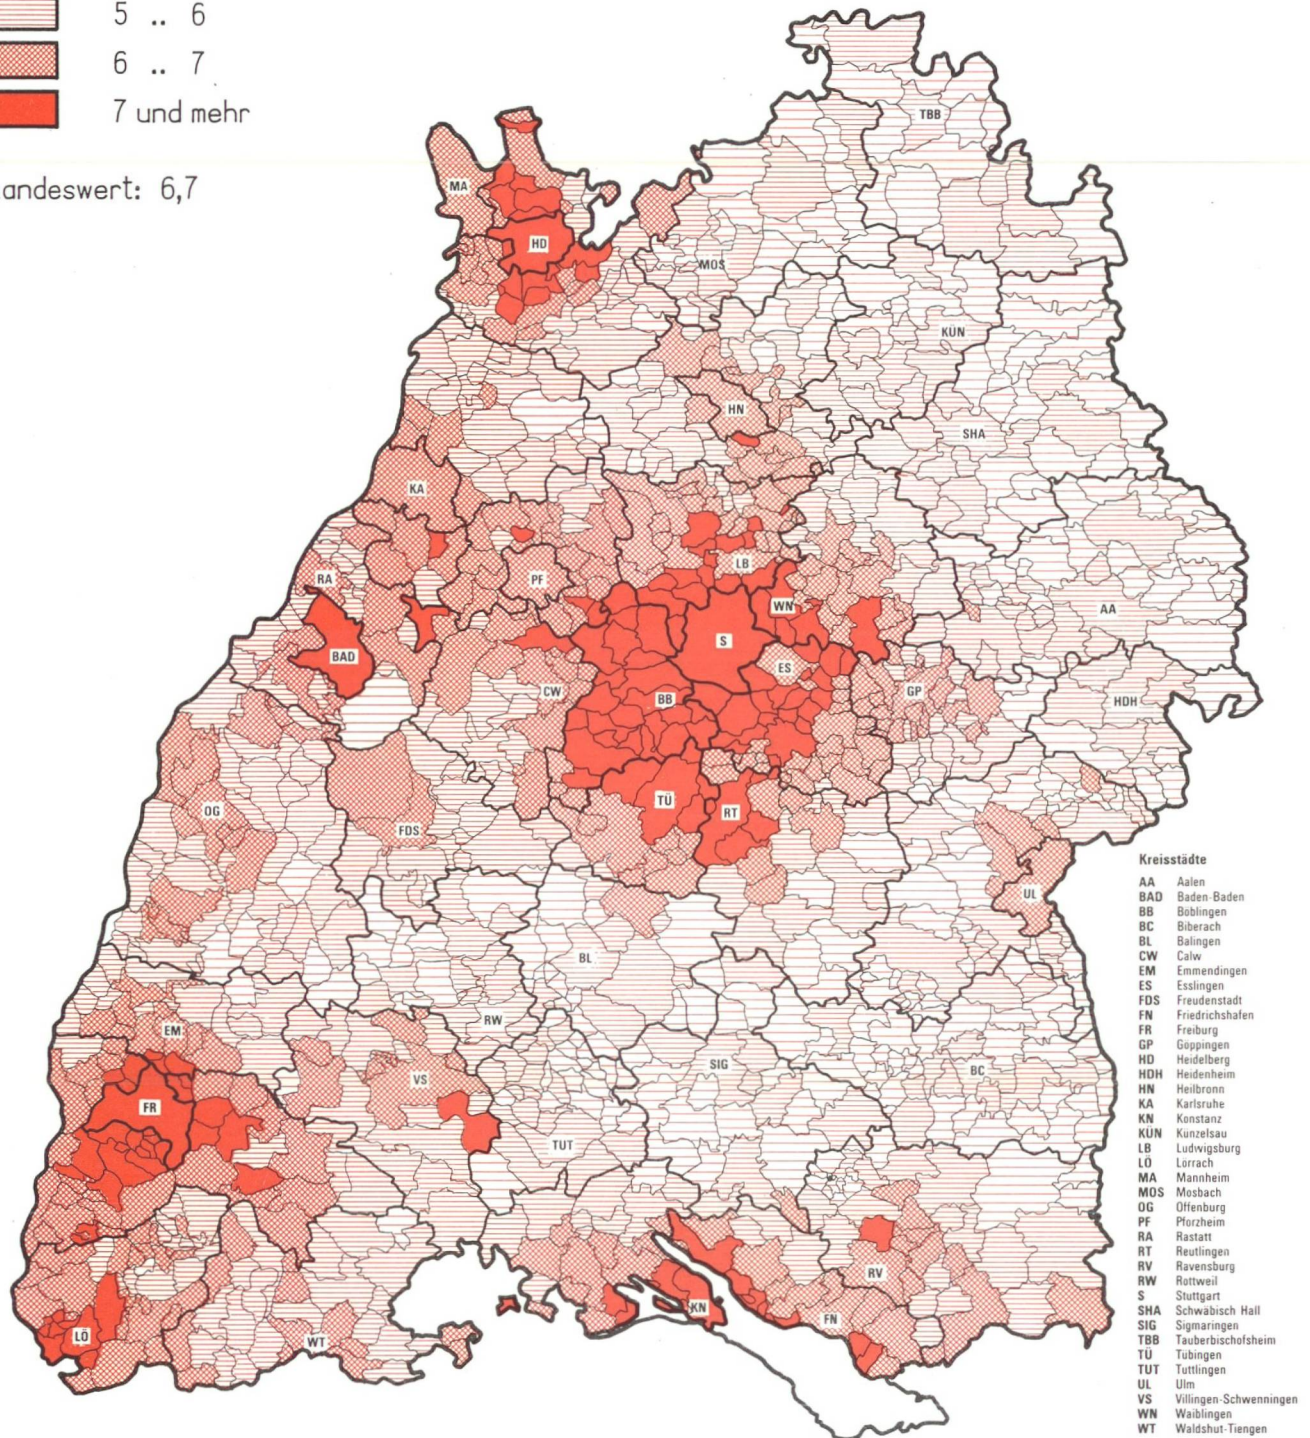 5 .. 6
6 .. 7
7 und mehr
andeswert: 6,7
TBB
MA
HD
MOS
KÜN
HN
SHA
KA
PF
LB
RA
WN
AA
S
BAD
ES
CW
BB
GP
HDH
TÜ
RT
OG
FDS
UL
BL
RW
EM
SIG
BC
VS
FR
TUT
RV
KN
FN
LÖ
WT
Kreisstädte
AA Aalen
BAD Baden-Baden
BB Böblingen
BC Biberach
BL Balingen
CW Calw
EM Emmendingen
ES Esslingen
FDS Freudenstadt
FN Friedrichshafen
FR Freiburg
GP Göppingen
HD Heidelberg
HDH Heidenheim
HN Heilbronn
KA Karlsruhe
KN Konstanz
KÜN Künzelsau
LB Ludwigsburg
LÖ Lörrach
MA Mannheim
MOS Mosbach
OG Offenburg
PF Pforzheim
RA Rastatt
RT Reutlingen
RV Ravensburg
RW Rottweil
S Stuttgart
SHA Schwäbisch Hall
SIG Sigmaringen
TBB Tauberbischofsheim
TÜ Tübingen
TUT Tuttlingen
UL Ulm
VS Villingen-Schwenningen
WN Waiblingen
WT Waldshut-Tiengen